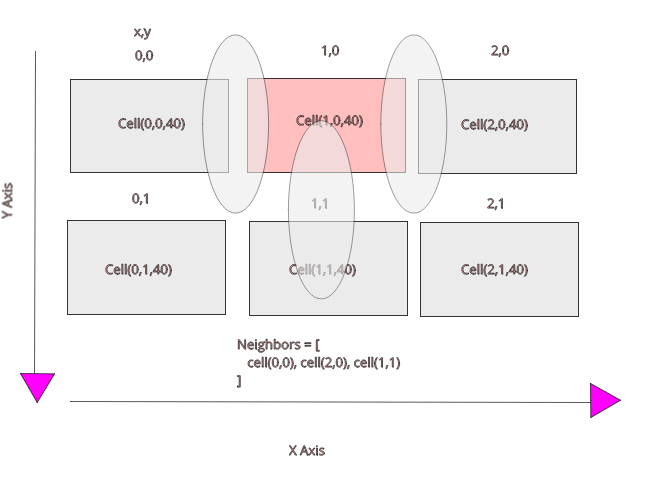 x,y
0,0
1,0
2,0
Cell(0,0,40)
Cell(1,0,40)
Cell(2,0,40)
Y Axis
0,1
1,1
2,1
Cell(0,1,40)
Cell(1,1,40)
Cell(2,1,40)
Neighbors = [
cell(0,0), cell(2,0), cell(1,1)
]
X Axis